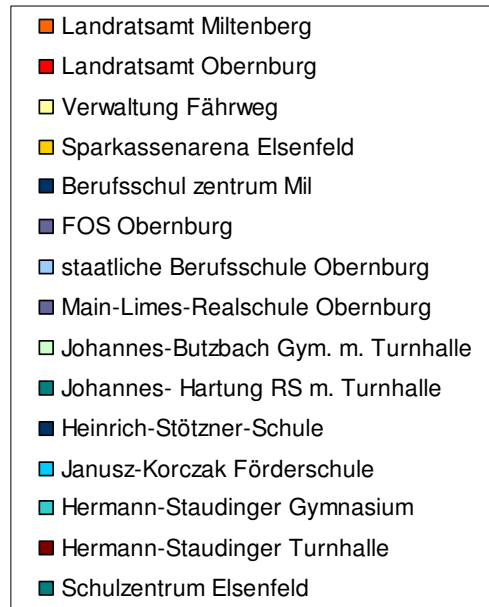 Landratsamt Miltenberg
Landratsamt Obernburg
Verwaltung Fährweg
Sparkassenarena Elsenfeld
Berufsschul zentrum Mil
FOS Obernburg
staatliche Berufsschule Obernburg
Main-Limes-Realschule Obernburg
Johannes-Butzbach Gym. m. Turnhalle
Johannes- Hartung RS m. Turnhalle
Heinrich-Stötzner-Schule
Janusz-Korczak Förderschule
Hermann-Staudinger Gymnasium
Hermann-Staudinger Turnhalle
Schulzentrum Elsenfeld